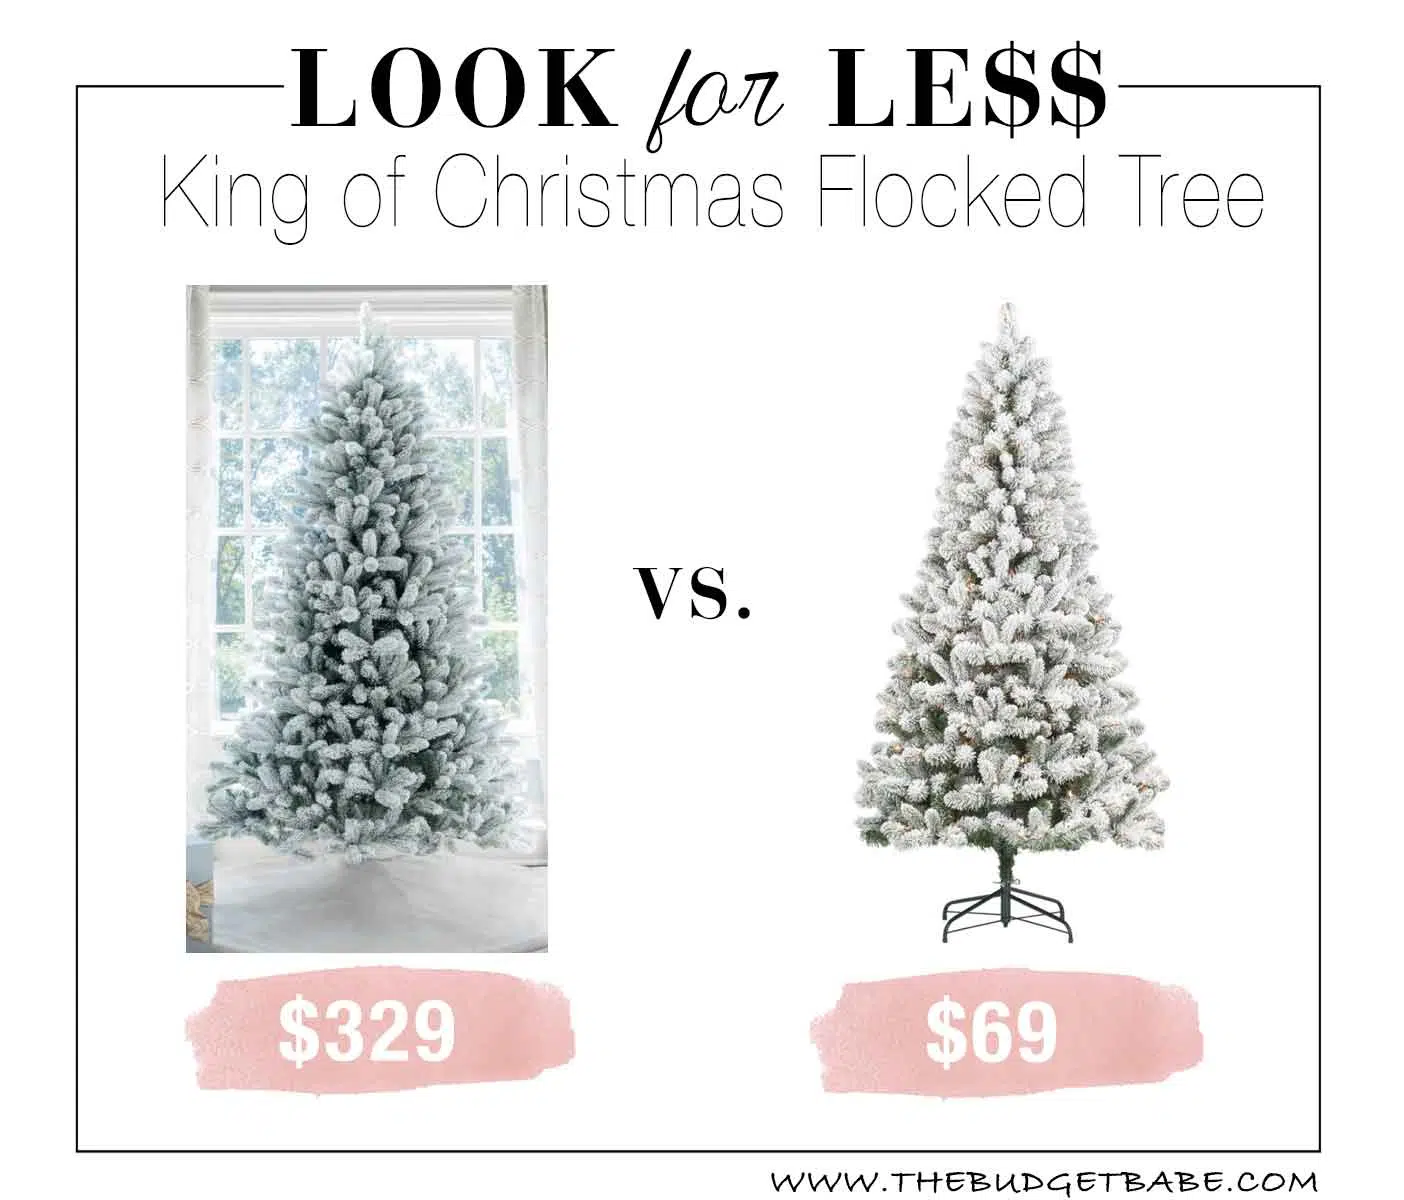 LOOK for LE$$
King of Christmas Flocked Tree
VS.
$329
$69
WWW.THEBUDGETBABE.COM